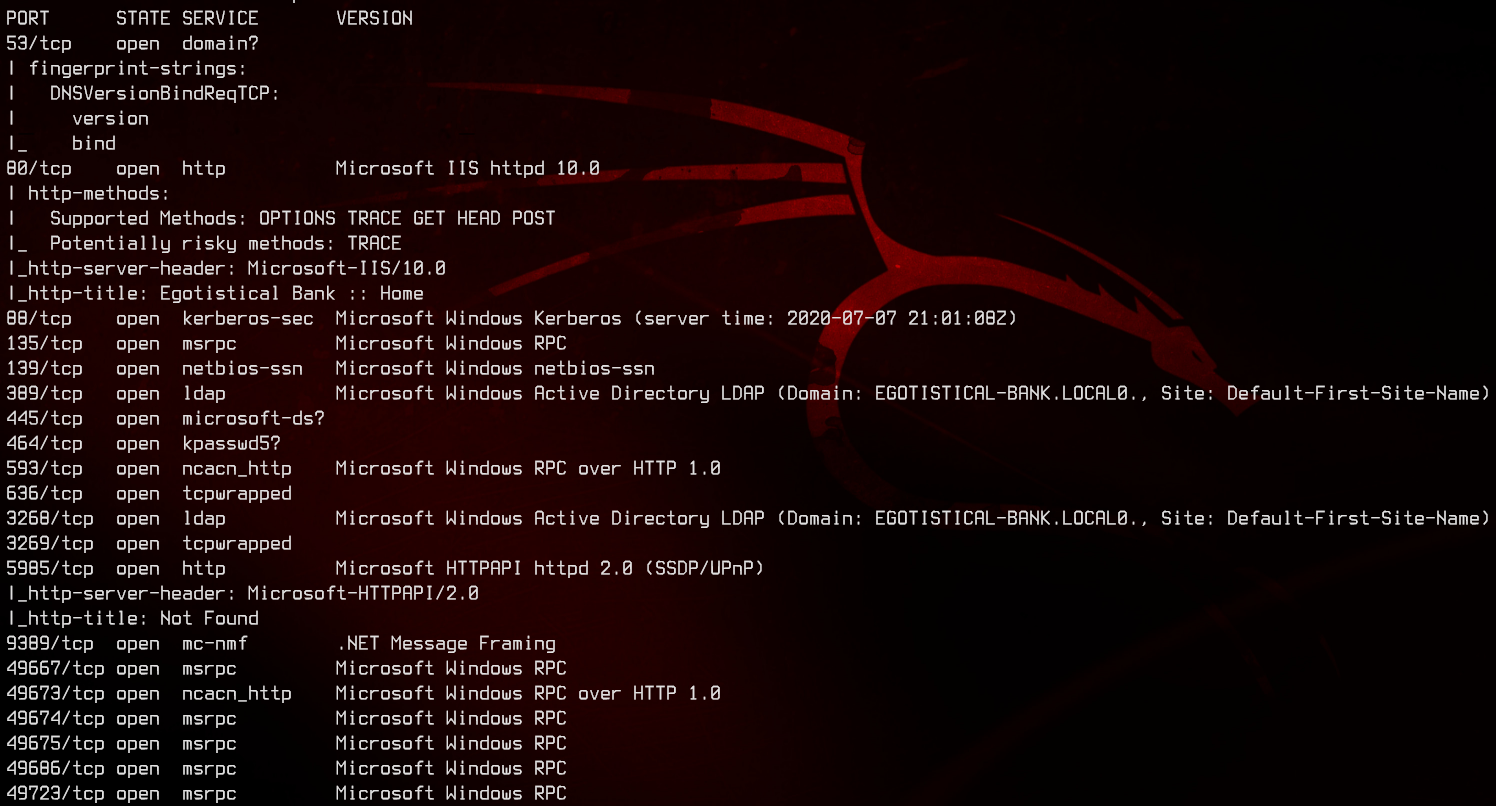 PORT      STATE SERVICE       VERSION
53/tcp    open  domain?
| fingerprint-strings:
|   DNSVersionBindReqTCP:
|     version
|_    bind
80/tcp    open  http          Microsoft IIS httpd 10.0
| http-methods:
|   Supported Methods: OPTIONS TRACE GET HEAD POST
|_  Potentially risky methods: TRACE
|_http-server-header: Microsoft-IIS/10.0
|_http-title: Egotistical Bank :: Home
88/tcp    open  kerberos-sec  Microsoft Windows Kerberos (server time: 2020-07-07 21:01:08Z)
135/tcp   open  msrpc         Microsoft Windows RPC
139/tcp   open  netbios-ssn   Microsoft Windows netbios-ssn
389/tcp   open  ldap          Microsoft Windows Active Directory LDAP (Domain: EGOTISTICAL-BANK.LOCAL0., Site: Default-First-Site-Name)
445/tcp   open  microsoft-ds?
464/tcp   open  kpasswd5?
593/tcp   open  ncacn_http    Microsoft Windows RPC over HTTP 1.0
636/tcp   open  tcpwrapped
3268/tcp  open  ldap          Microsoft Windows Active Directory LDAP (Domain: EGOTISTICAL-BANK.LOCAL0., Site: Default-First-Site-Name)
3269/tcp  open  tcpwrapped
5985/tcp  open  http          Microsoft HTTPAPI httpd 2.0 (SSDP/UPnP)
|_http-server-header: Microsoft-HTTPAPI/2.0
|_http-title: Not Found
9389/tcp  open  mc-nmf        .NET Message Framing
49667/tcp open  msrpc         Microsoft Windows RPC
49673/tcp open  ncacn_http    Microsoft Windows RPC over HTTP 1.0
49674/tcp open  msrpc         Microsoft Windows RPC
49675/tcp open  msrpc         Microsoft Windows RPC
49686/tcp open  msrpc         Microsoft Windows RPC
49723/tcp open  msrpc         Microsoft Windows RPC